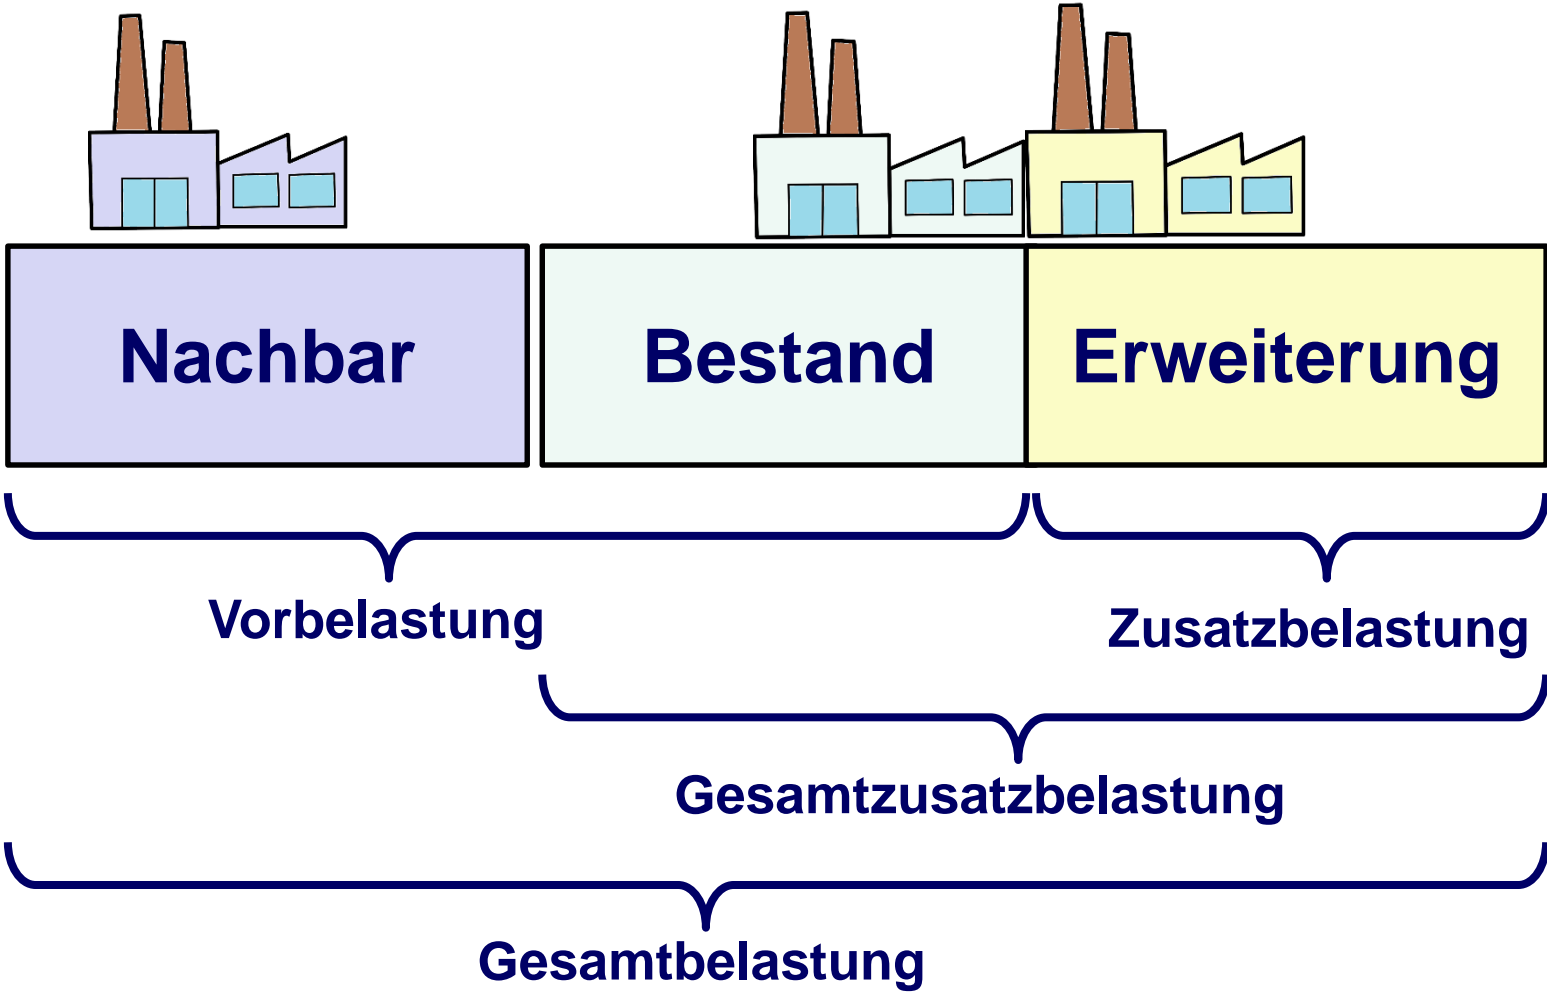 Nachbar
Bestand
Erweiterung
Vorbelastung
Zusatzbelastung
Gesamtzusatzbelastung
Gesamtbelastung